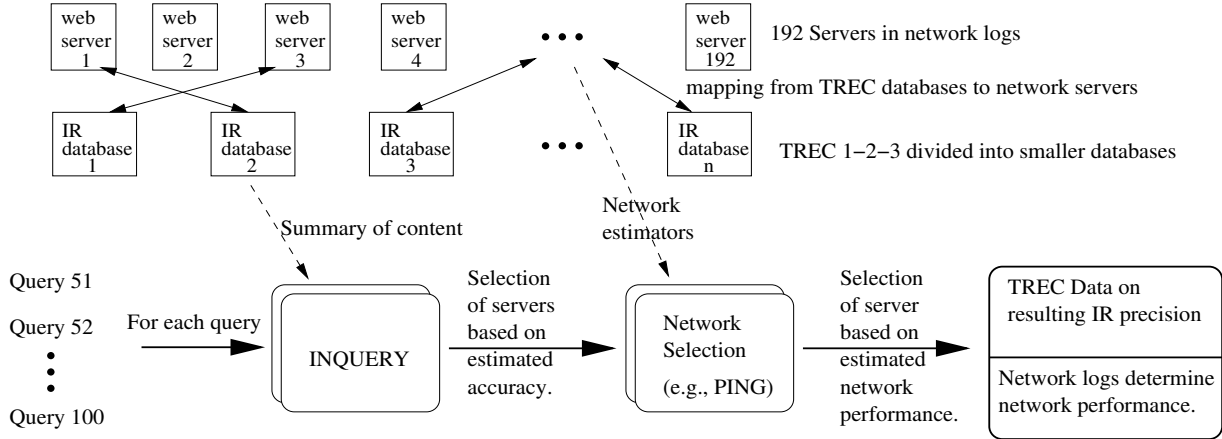 web
server
1
web
server
2
web
server
3
web
server
4
web
server
192
192 Servers in network logs
mapping from TREC databases to network servers
IR
database
1
IR
database
2
IR
database
3
IR
database
n
TREC 1−2−3 divided into smaller databases
Summary of content
Network
estimators
Query 51
Query 52
Query 100
For each query
INQUERY
Selection
of servers
based on
estimated
accuracy.
Network
Selection
(e.g., PING)
Selection
of server
based on
estimated
network
performance.
TREC Data on
resulting IR precision
Network logs determine
network performance.